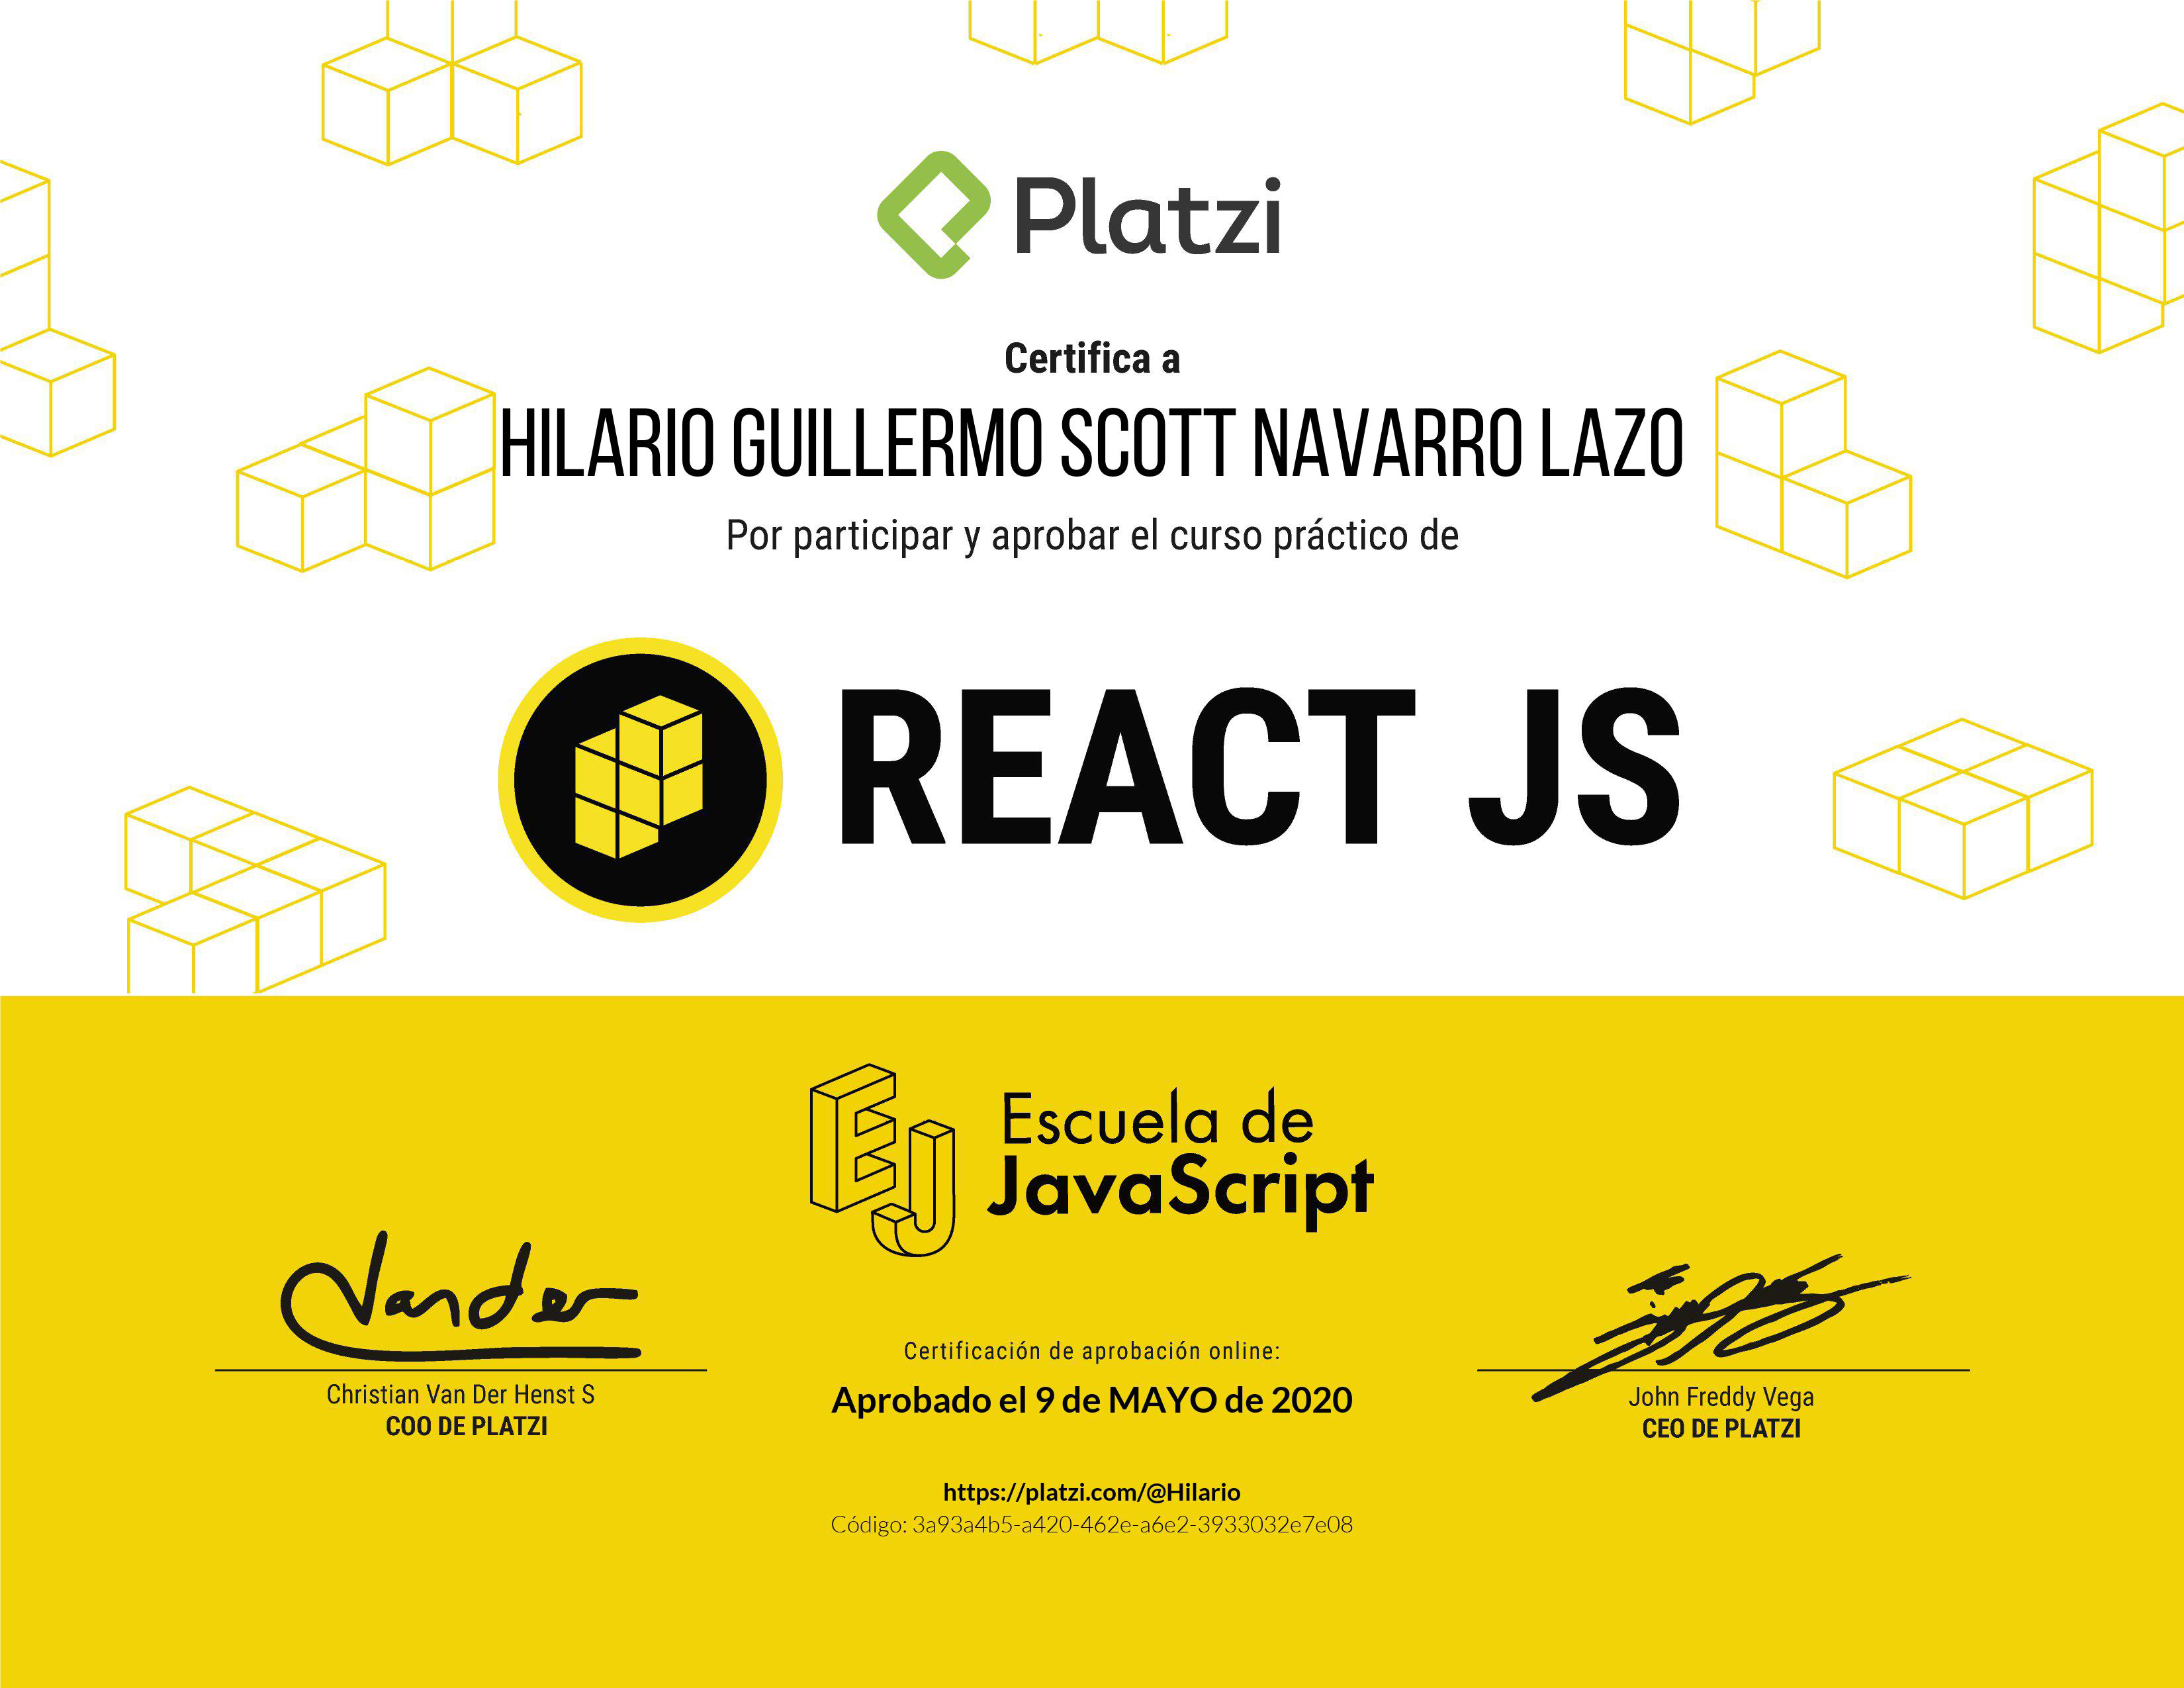 Platzi
Certifica a
HILARIO GUILLERMO SCOTT NAVARRO LAZO
Por participar y aprobar el curso práctico de
REACT JS
EJ
Escuela de
JavaScript
Vander
Christian Van Der Henst S
COO DE PLATZI
Certificación de aprobación online:
Aprobado el 9 de MAYO de 2020
https://platzi.com/@Hilario
Código: 3a93a4b5-a420-462e-a6e2-3933032e7e08
John Freddy Vega
CEO DE PLATZI